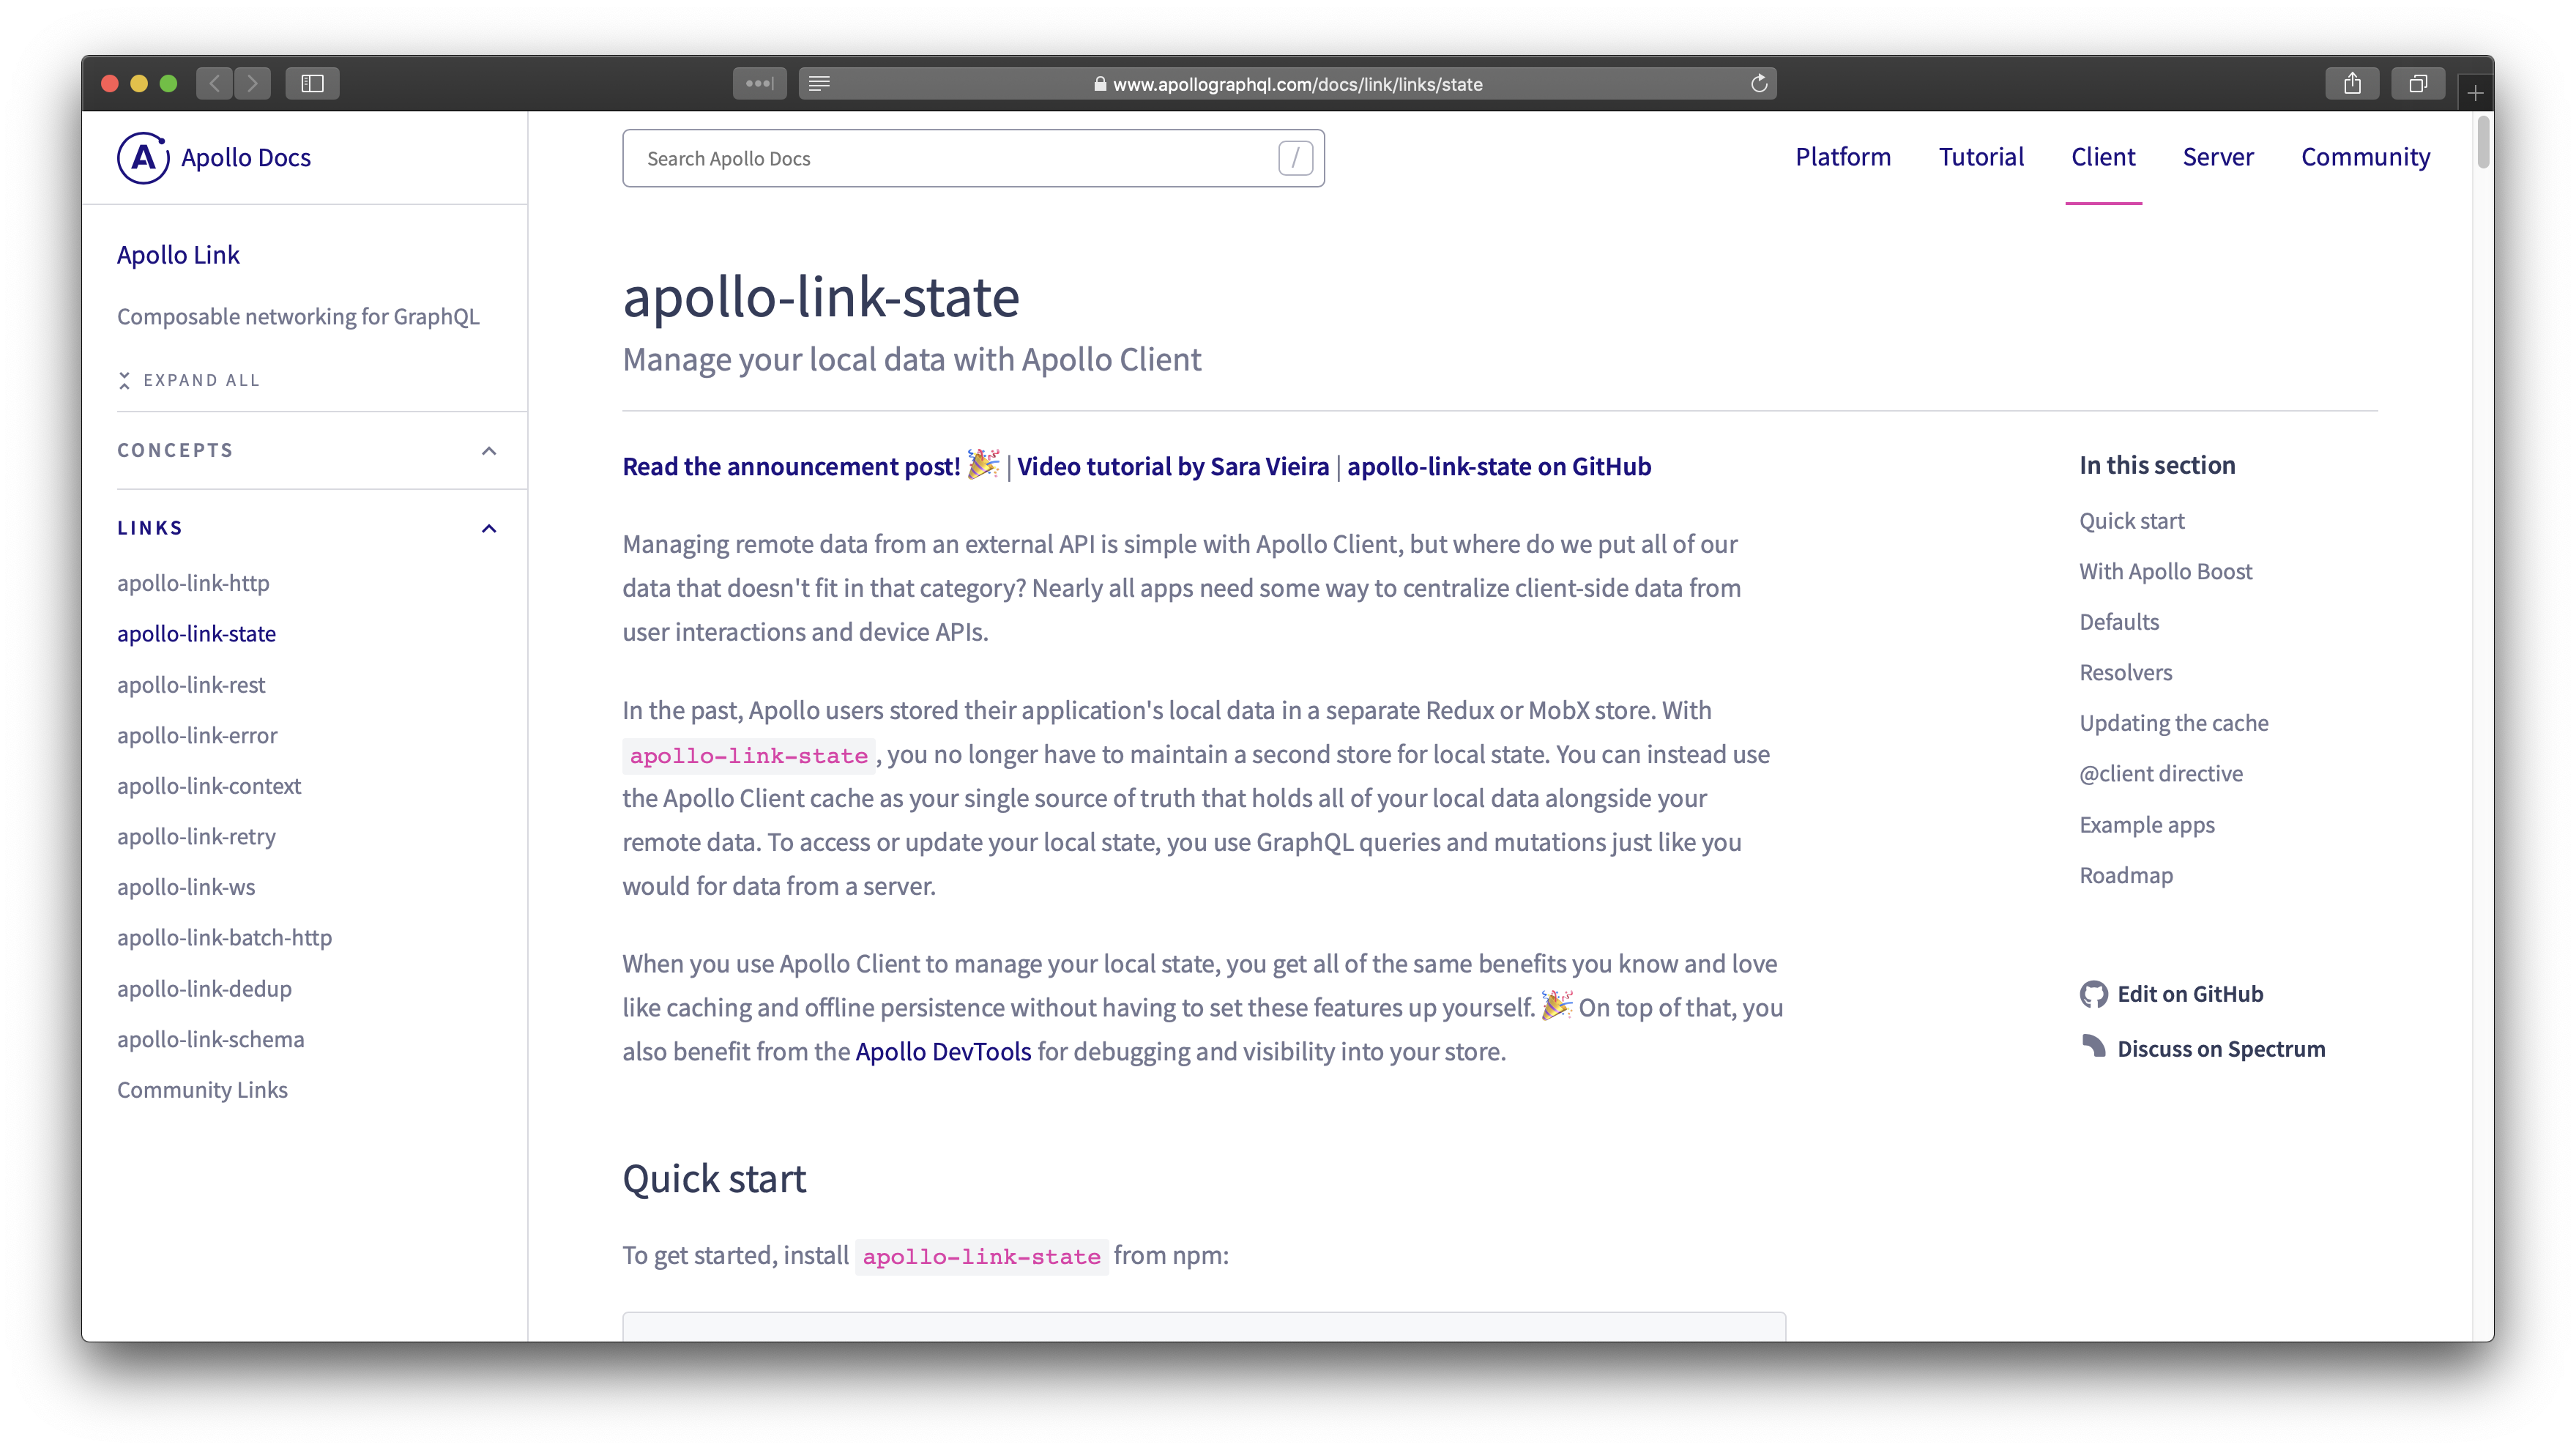 www.apollographql.com/docs/link/links/state
A Apollo Docs
Search Apollo Docs /
Platform Tutorial Client Server Community
Apollo Link
Composable networking for GraphQL
EXPAND ALL
CONCEPTS
LINKS
apollo-link-http
apollo-link-state
apollo-link-rest
apollo-link-error
apollo-link-context
apollo-link-retry
apollo-link-ws
apollo-link-batch-http
apollo-link-dedup
apollo-link-schema
Community Links
apollo-link-state
Manage your local data with Apollo Client
Read the announcement post! 🎉 | Video tutorial by Sara Vieira | apollo-link-state on GitHub
Managing remote data from an external API is simple with Apollo Client, but where do we put all of our
data that doesn't fit in that category? Nearly all apps need some way to centralize client-side data from
user interactions and device APIs.
In the past, Apollo users stored their application's local data in a separate Redux or MobX store. With
apollo-link-state, you no longer have to maintain a second store for local state. You can instead use
the Apollo Client cache as your single source of truth that holds all of your local data alongside your
remote data. To access or update your local state, you use GraphQL queries and mutations just like you
would for data from a server.
When you use Apollo Client to manage your local state, you get all of the same benefits you know and love
like caching and offline persistence without having to set these features up yourself. 🎉 On top of that, you
also benefit from the Apollo DevTools for debugging and visibility into your store.
Quick start
To get started, install apollo-link-state from npm:
In this section
Quick start
With Apollo Boost
Defaults
Resolvers
Updating the cache
@client directive
Example apps
Roadmap
Edit on GitHub
Discuss on Spectrum